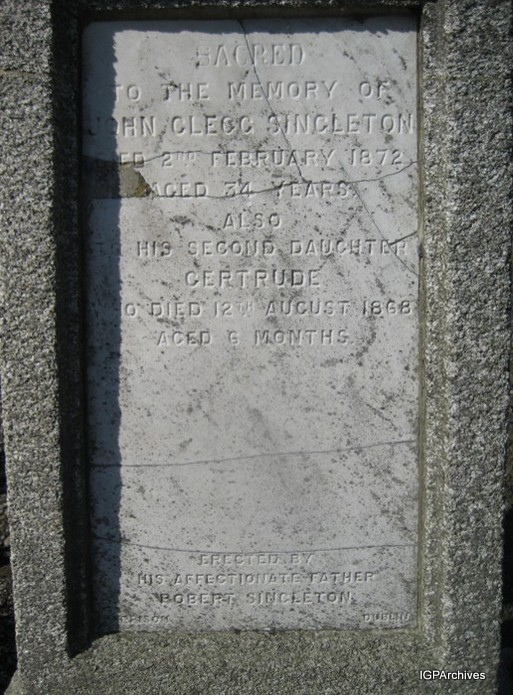 SACRED
TO THE MEMORY OF
JOHN CLEGG SINGLETON
DIED 2ND FEBRUARY 1872
AGED 34 YEARS
ALSO
TO HIS SECOND DAUGHTER
GERTRUDE
WHO DIED 12TH AUGUST 1868
AGED 6 MONTHS.
ERECTED BY
HIS AFFECTIONATE FATHER
ROBERT SINGLETON.
DUBLIN
IGPArchives